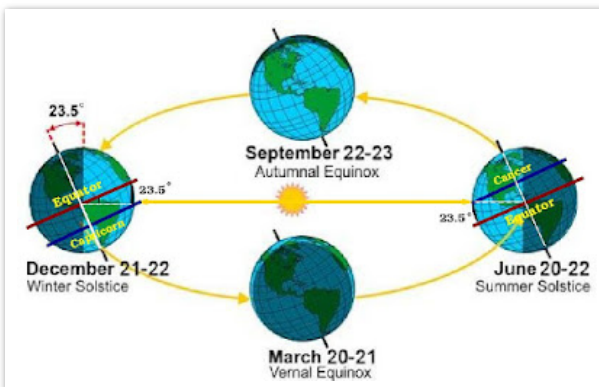 23.5°
September 22-23
Autumnal Equinox
Equator
23.5°
Capricorn
December 21-22
Winter Solstice
Cancer
23.5°
Equator
June 20-22
Summer Solstice
March 20-21
Vernal Equinox